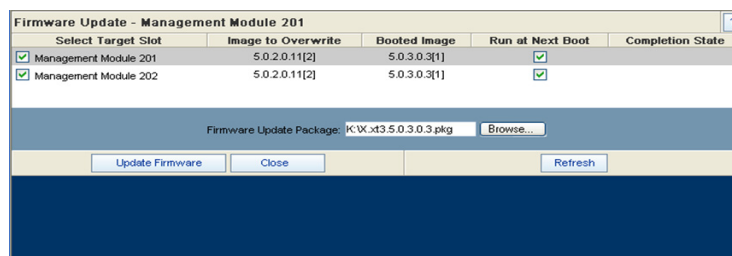 Firmware Update - Management Module 201
Select Target Slot Image to Overwrite Booted Image Run at Next Boot Completion State
Management Module 201 5.0.2.0.11[2] 5.0.3.0.3[1]
Management Module 202 5.0.2.0.11[2] 5.0.3.0.3[1]
Firmware Update Package: K:\X.xt3.5.0.3.0.3.pkg Browse...
Update Firmware Close Refresh